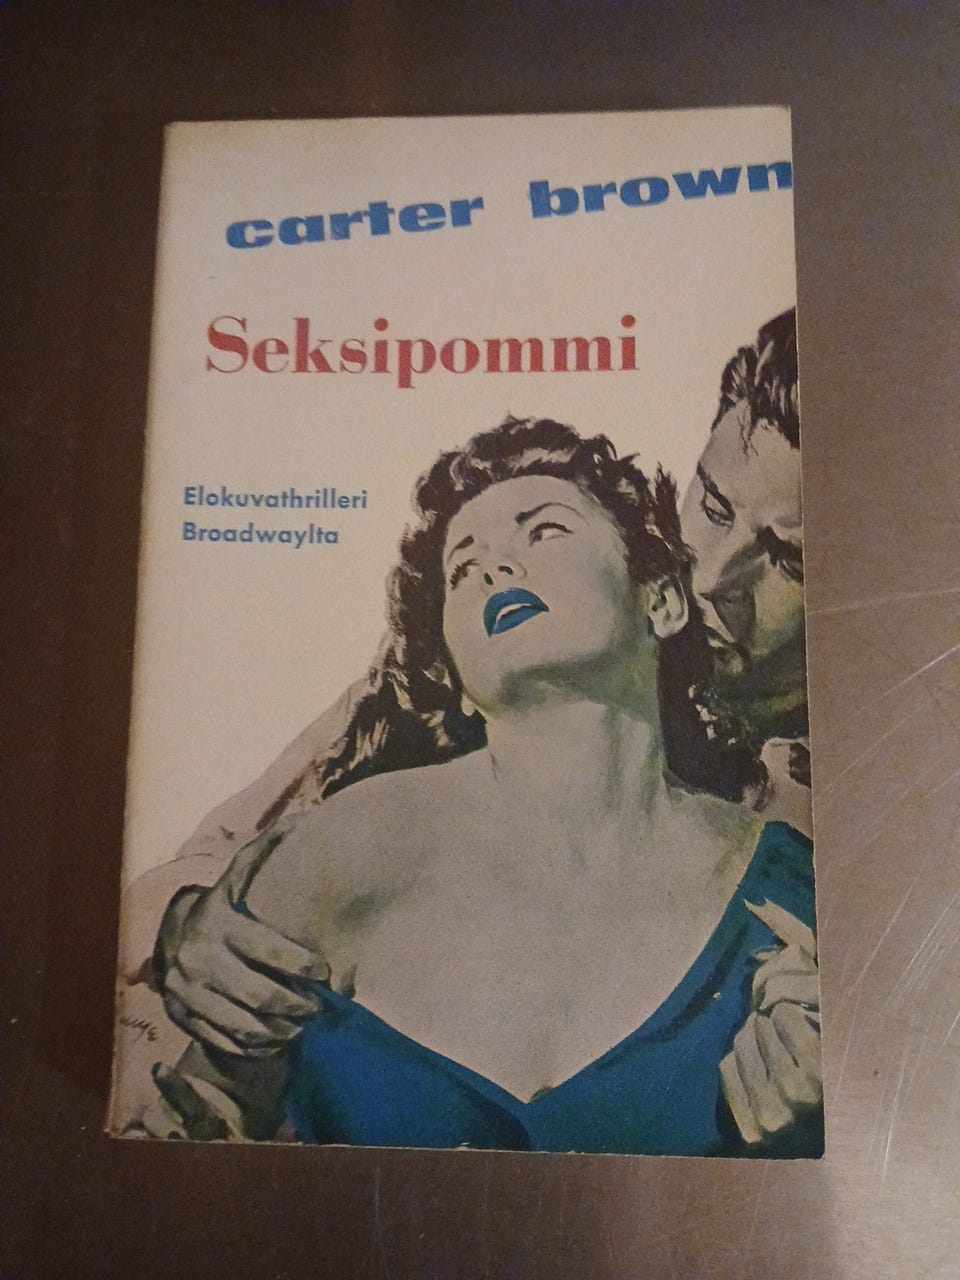 carter brown
Seksipommi
Elokuvathrilleri
Broadwaylta